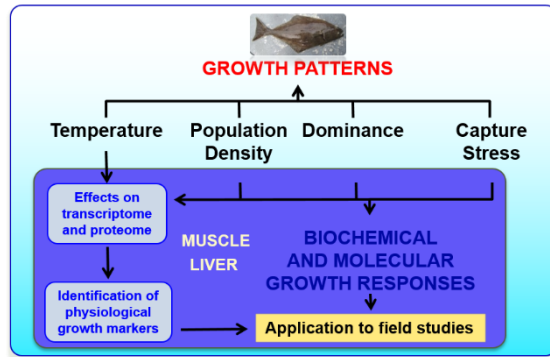 GROWTH PATTERNS
Temperature
Population
Density
Dominance
Capture
Stress
Effects on
transcriptome
and proteome
MUSCLE
LIVER
BIOCHEMICAL
AND MOLECULAR
GROWTH RESPONSES
Identification of
physiological
growth markers
Application to field studies